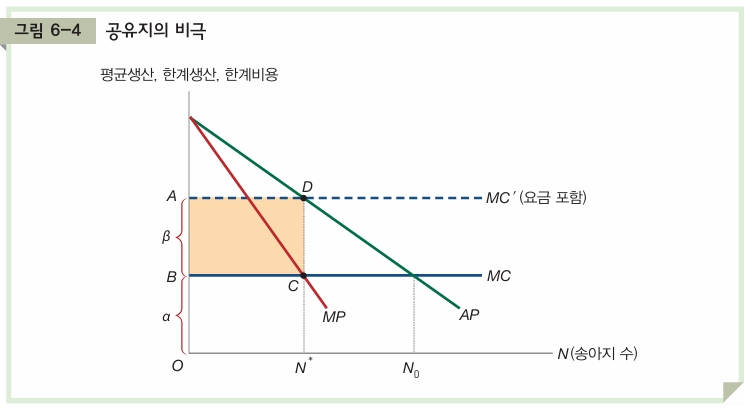 그림 6-4 공유지의 비극
평균생산, 한계생산, 한계비용
D
A
MC′ (요금 포함)
β
B
MC
C
α
MP
AP
O
N*
N₀
N(송아지 수)